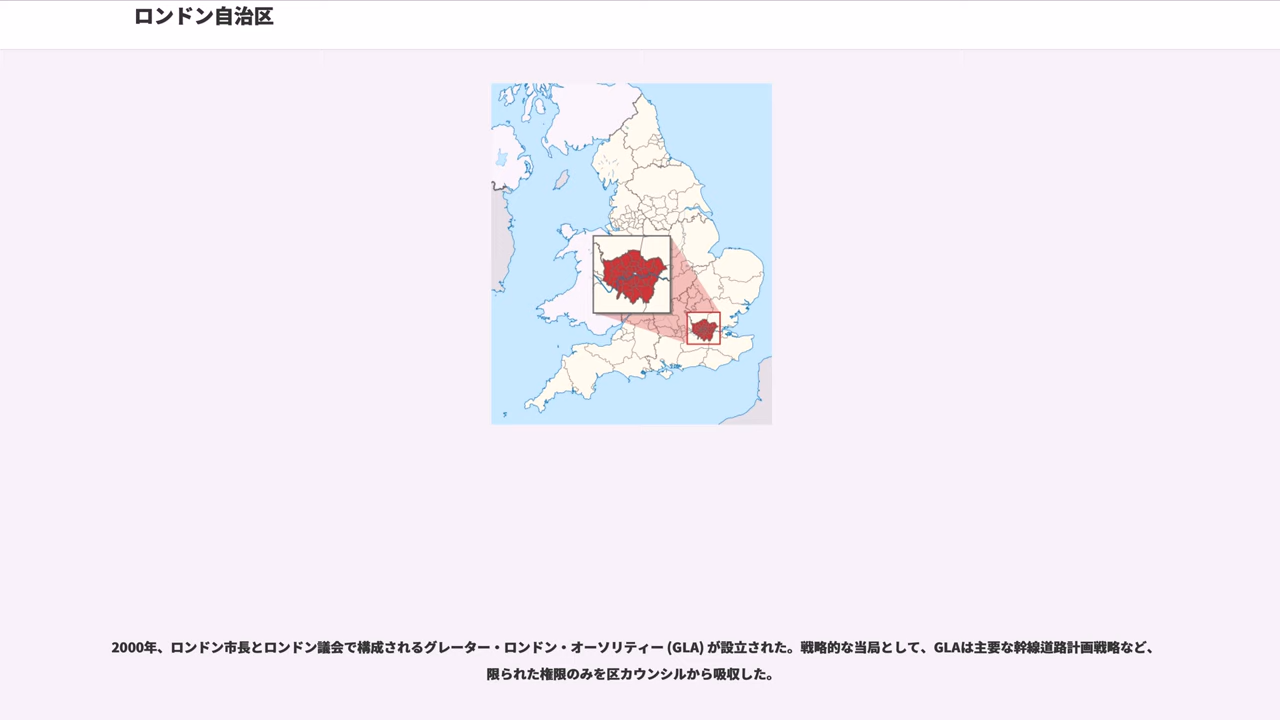 ロンドン自治区
2000年、ロンドン市長とロンドン議会で構成されるグレーター・ロンドン・オーソリティー (GLA) が設立された。戦略的な当局として、GLAは主要な幹線道路計画戦略など、
限られた権限のみを区カウンシルから吸収した。